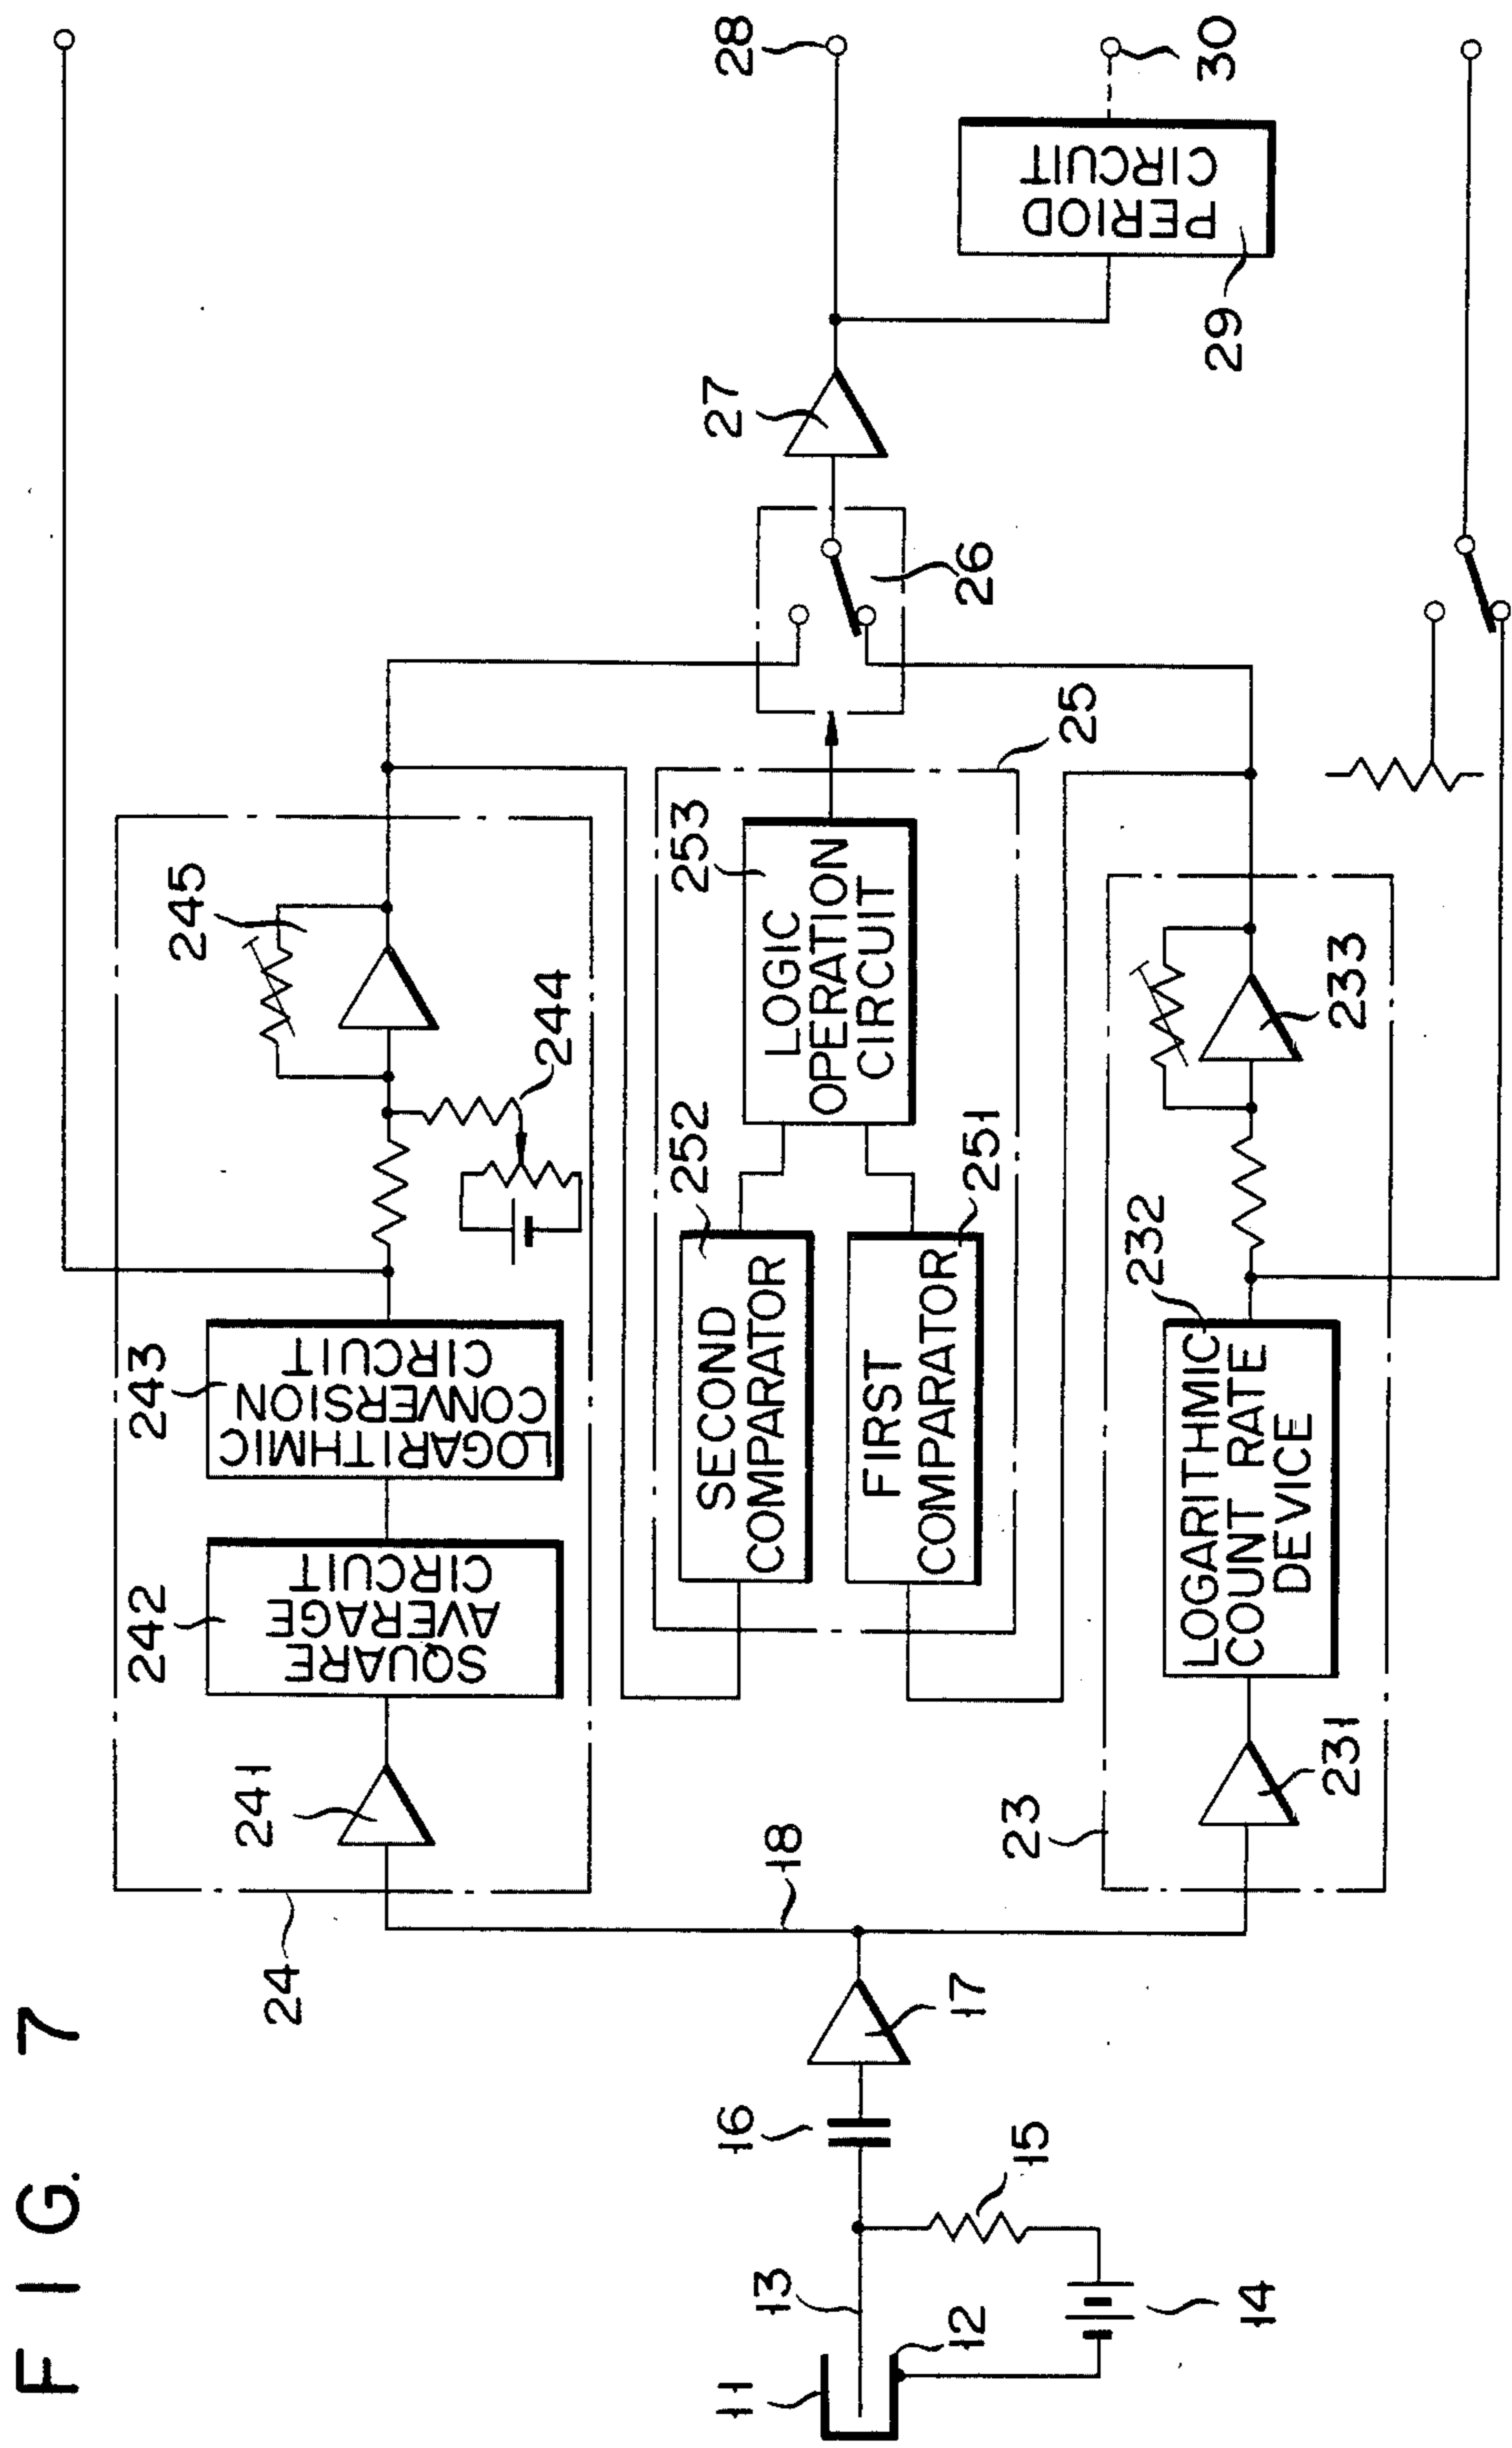 FIG. 7
24
241
242
SQUARE
AVERAGE
CIRCUIT
243
LOGARITHMIC
CONVERSION
CIRCUIT
244
245
11
12
13
14
15
16
17
18
252
SECOND
COMPARATOR
251
FIRST
COMPARATOR
253
LOGIC
OPERATION
CIRCUIT
25
26
27
28
29
PERIOD
CIRCUIT
30
23
231
232
LOGARITHMIC
COUNT RATE
DEVICE
233